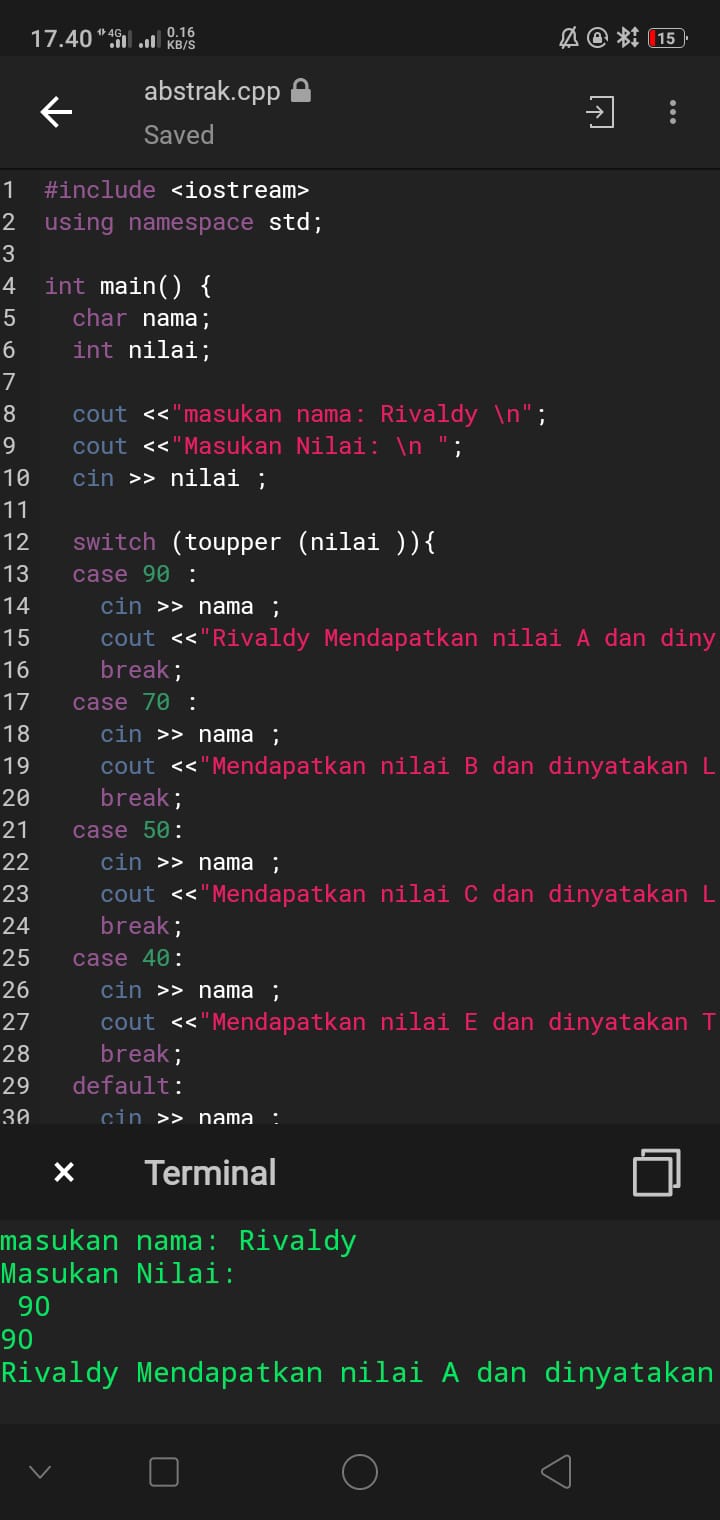 17.40 4G 0.16 KB/S 15
abstrak.cpp
Saved
1 #include <iostream>
2 using namespace std;
3
4 int main() {
5 char nama;
6 int nilai;
7
8 cout <<"masukan nama: Rivaldy \n";
9 cout <<"Masukan Nilai: \n ";
10 cin >> nilai ;
11
12 switch (toupper (nilai )){
13 case 90 :
14 cin >> nama ;
15 cout <<"Rivaldy Mendapatkan nilai A dan diny
16 break;
17 case 70 :
18 cin >> nama ;
19 cout <<"Mendapatkan nilai B dan dinyatakan L
20 break;
21 case 50:
22 cin >> nama ;
23 cout <<"Mendapatkan nilai C dan dinyatakan L
24 break;
25 case 40:
26 cin >> nama ;
27 cout <<"Mendapatkan nilai E dan dinyatakan T
28 break;
29 default:
30 cin >> nama ;
Terminal
masukan nama: Rivaldy
Masukan Nilai:
90
90
Rivaldy Mendapatkan nilai A dan dinyatakan